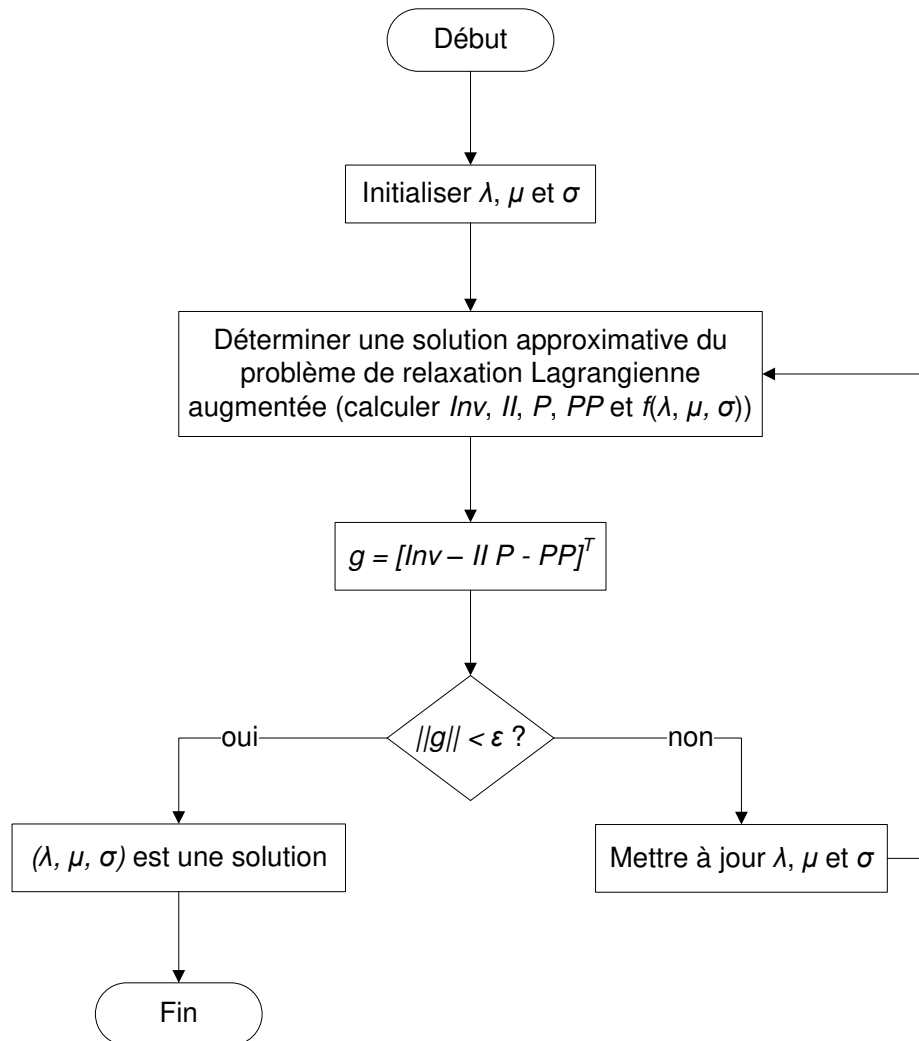 Début
Initialiser λ, μ et σ
Déterminer une solution approximative du
problème de relaxation Lagrangienne
augmentée (calculer Inv, II, P, PP et f(λ, μ, σ))
g = [Inv – II P - PP]^T
||g|| < ε ?
oui
non
(λ, μ, σ) est une solution
Mettre à jour λ, μ et σ
Fin